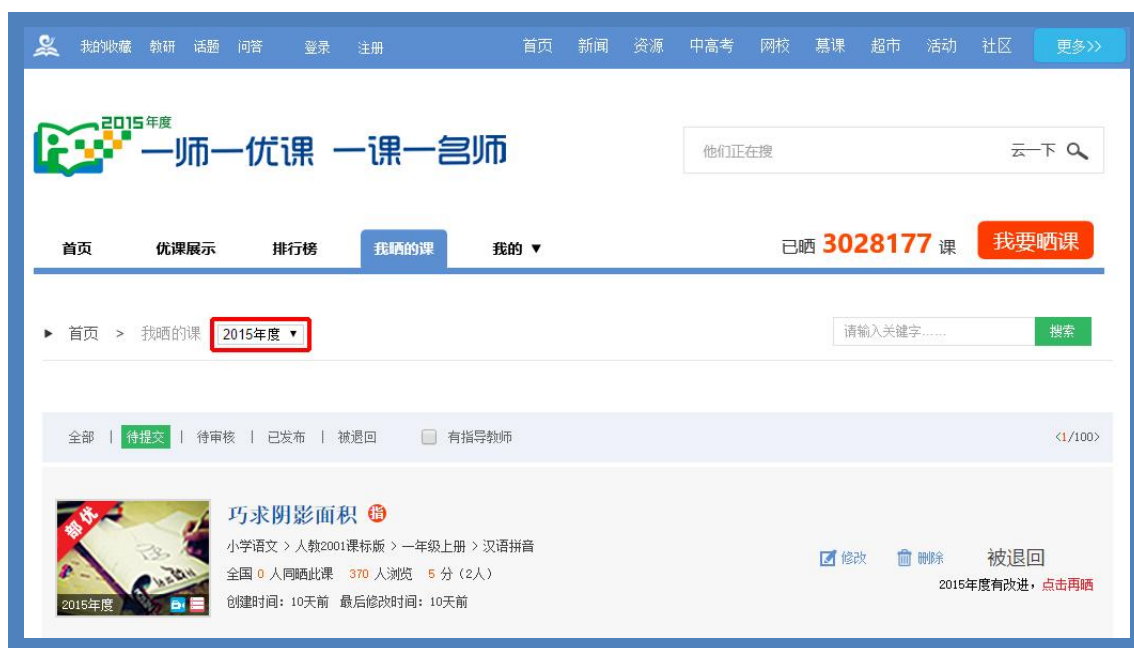 我的收藏 教研 话题 问答 登录 注册 首页 新闻 资源 中高考 网校 慕课 超市 活动 社区 更多>>
2015年度
一师一优课 一课一名师
他们正在搜 云一下
首页 优课展示 排行榜 我晒的课 我的 ▼ 已晒 3028177 课 我要晒课
▶ 首页 > 我晒的课 2015年度 ▼ 请输入关键字…… 搜索
全部 | 待提交 | 待审核 | 已发布 | 被退回 有指导教师 <1/100>
部优
巧求阴影面积 指
小学语文 > 人教2001课标版 > 一年级上册 > 汉语拼音
修改 删除 被退回
全国 0 人同晒此课 370 人浏览 5 分 (2人)
2015年度有改进，点击再晒
2015年度
创建时间：10天前 最后修改时间：10天前